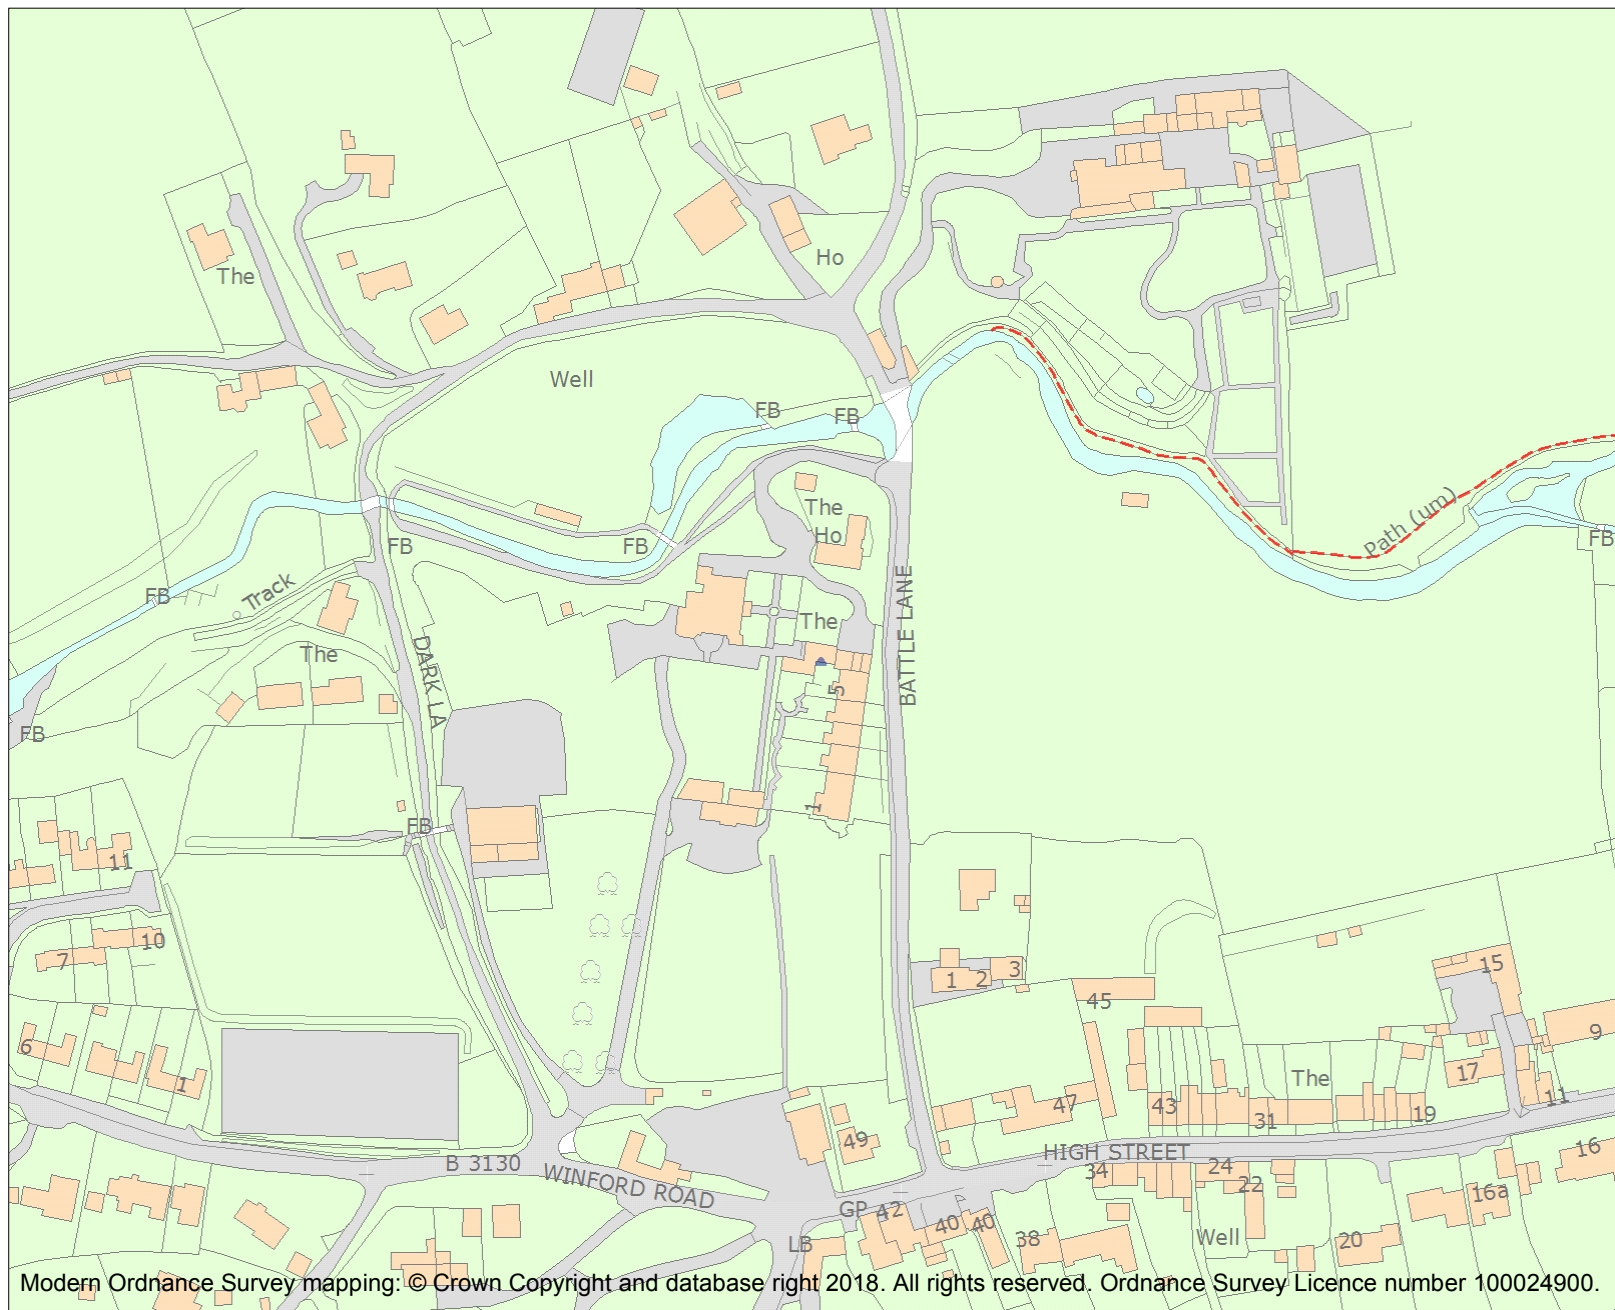 The
Ho
Well
FB
FB
The
Ho
Path (um)
FB
FB
FB
FB
Track
The
The
DARK LA
BATTLE LANE
5
FB
1
FB
11
10
7
1
2
3
45
15
9
6
1
The
17
11
47
43
31
19
49
HIGH STREET
B 3130
WINFORD ROAD
34
24
22
16
16a
GP
42
40
40
38
Well
20
LB
Modern Ordnance Survey mapping: © Crown Copyright and database right 2018. All rights reserved. Ordnance Survey Licence number 100024900.